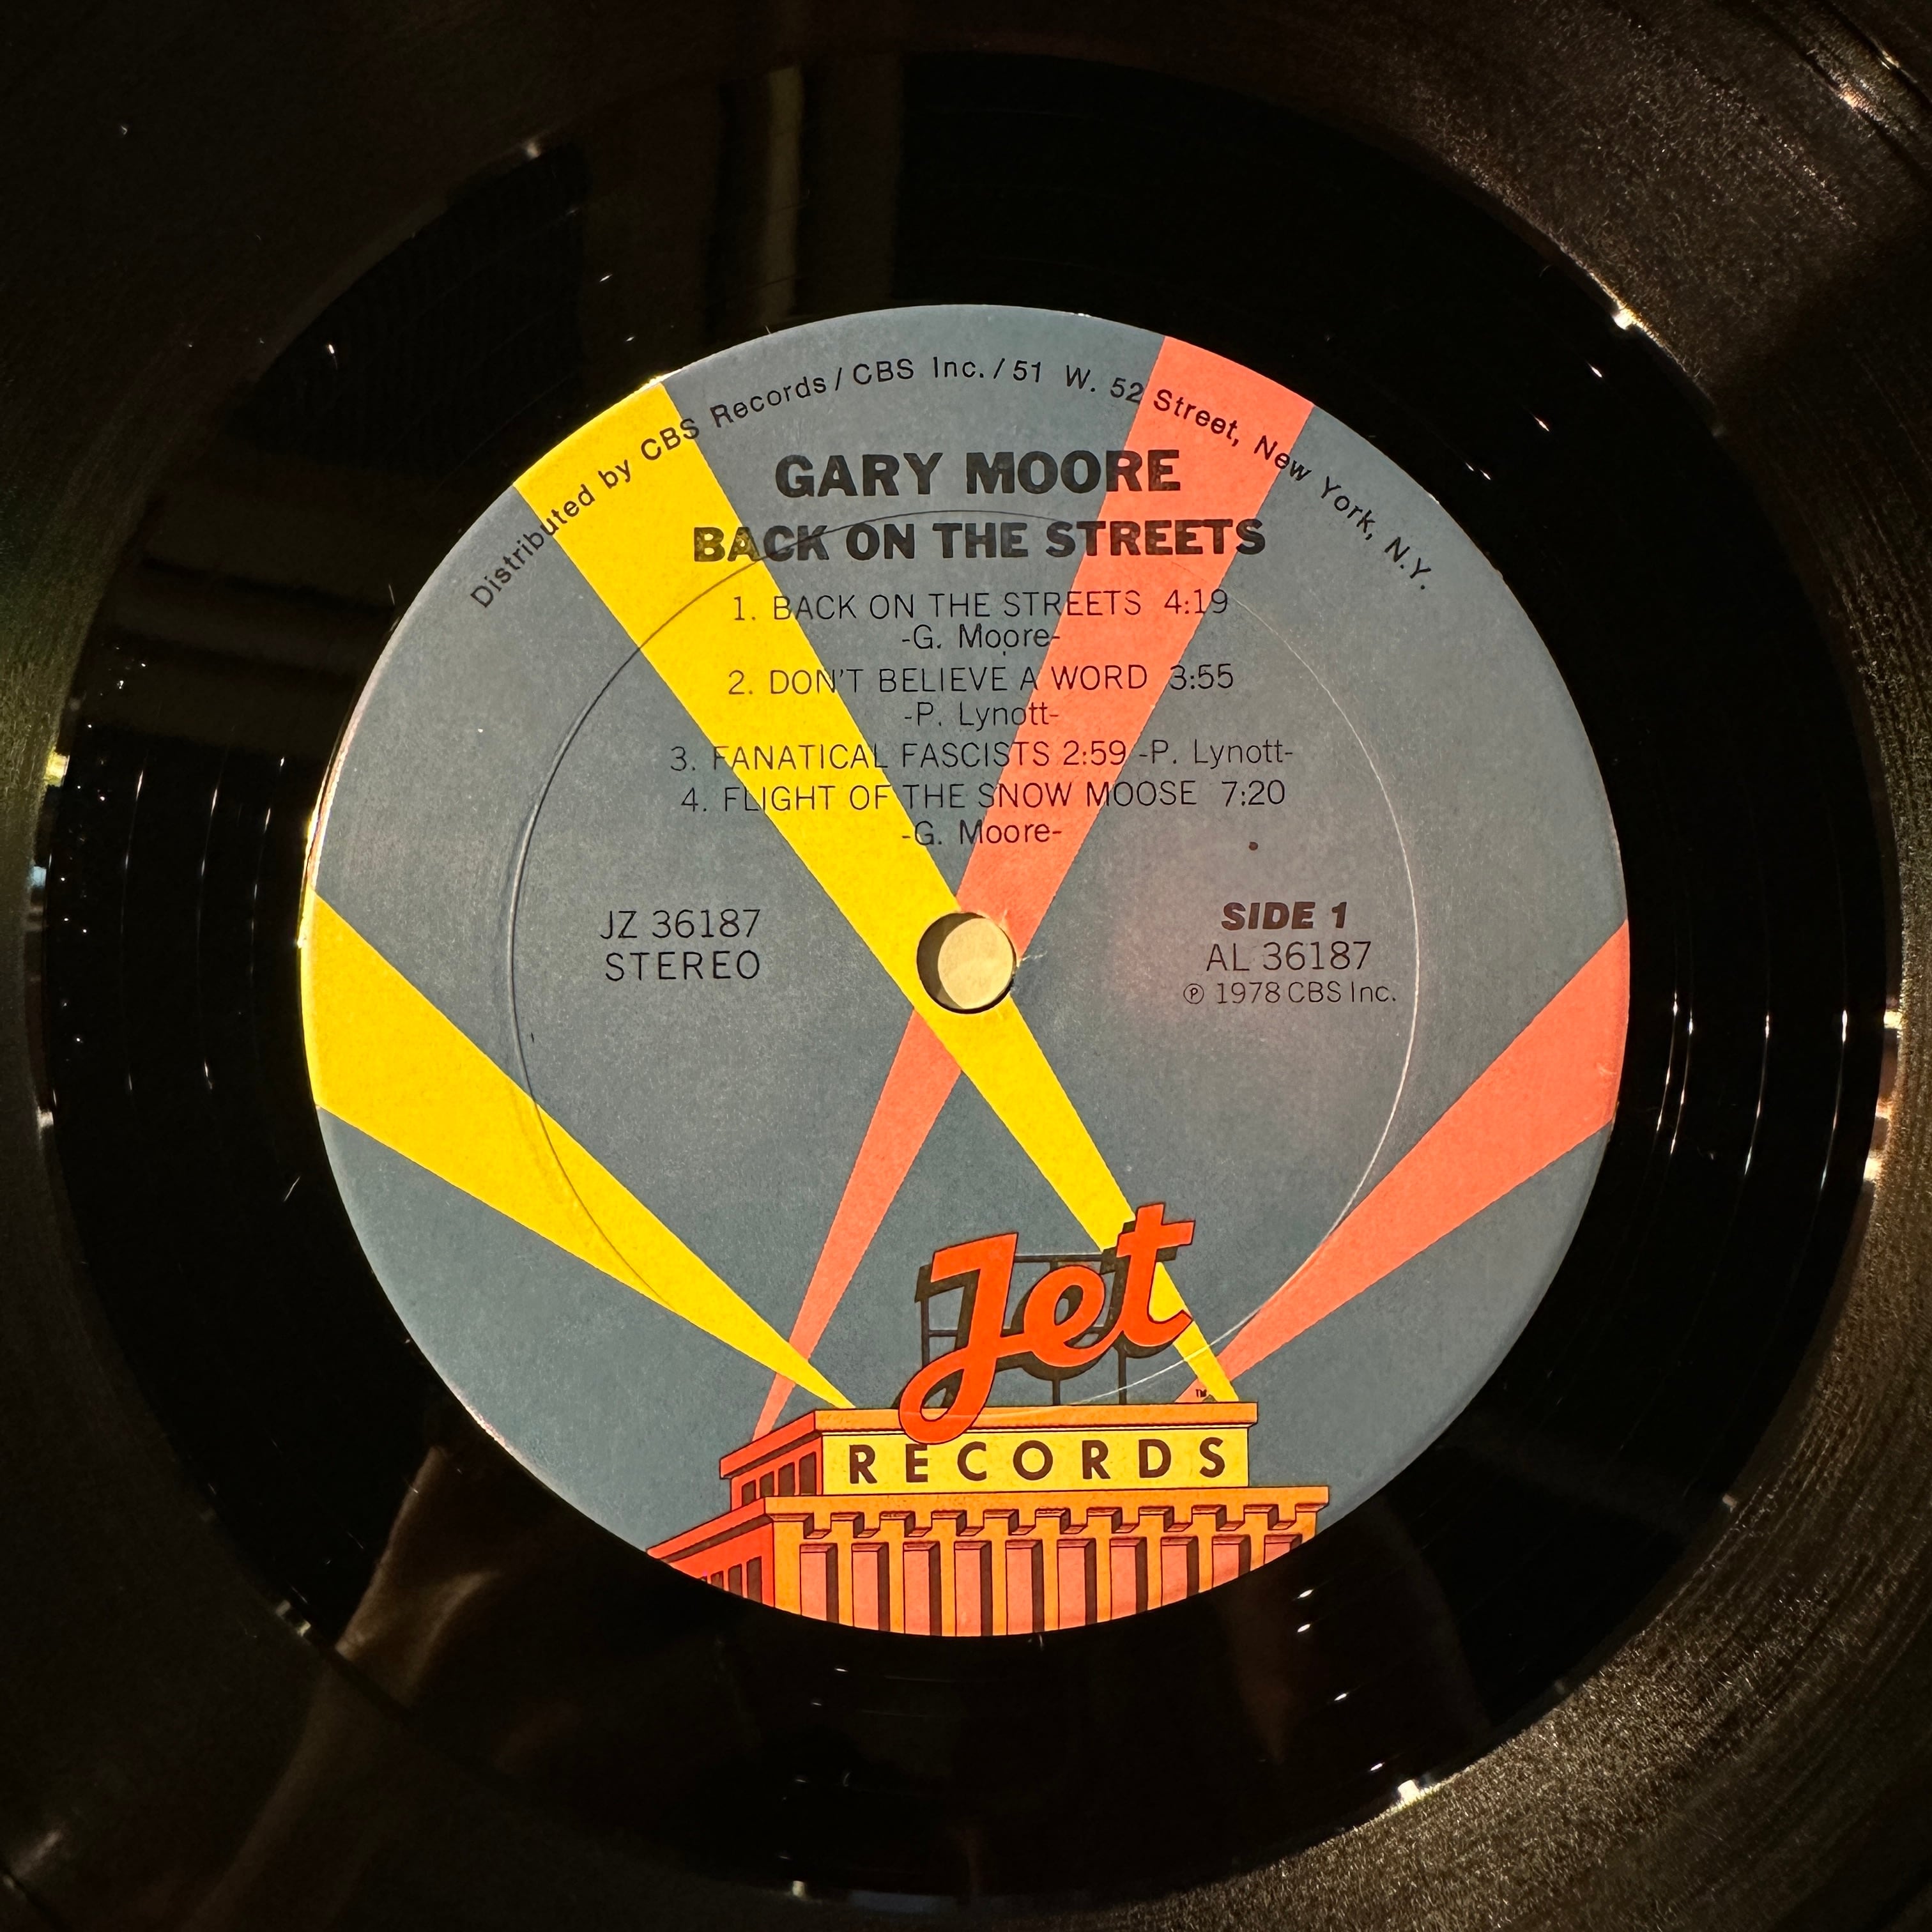 Distributed by CBS Records / CBS Inc. / 51 W. 52 Street, New York, N.Y.
GARY MOORE
BACK ON THE STREETS
1. BACK ON THE STREETS 4:19
-G. Moore-
2. DON'T BELIEVE A WORD 3:55
-P. Lynott-
3. FANATICAL FASCISTS 2:59 -P. Lynott-
4. FLIGHT OF THE SNOW MOOSE 7:20
-G. Moore-
JZ 36187
STEREO
SIDE 1
AL 36187
℗ 1978 CBS Inc.
Jet
TM
RECORDS